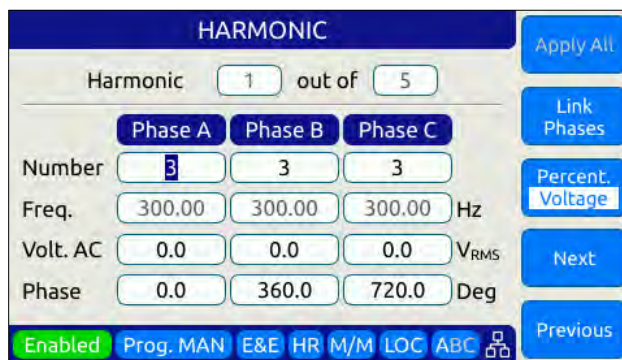 HARMONIC
Apply All
Harmonic 1 out of 5
Link
Phases
Phase A Phase B Phase C
Number 3 3 3
Percent.
Voltage
Freq. 300.00 300.00 300.00 Hz
Volt. AC 0.0 0.0 0.0 VRMS
Next
Phase 0.0 360.0 720.0 Deg
Previous
Enabled Prog. MAN E&E HR M/M LOC ABC